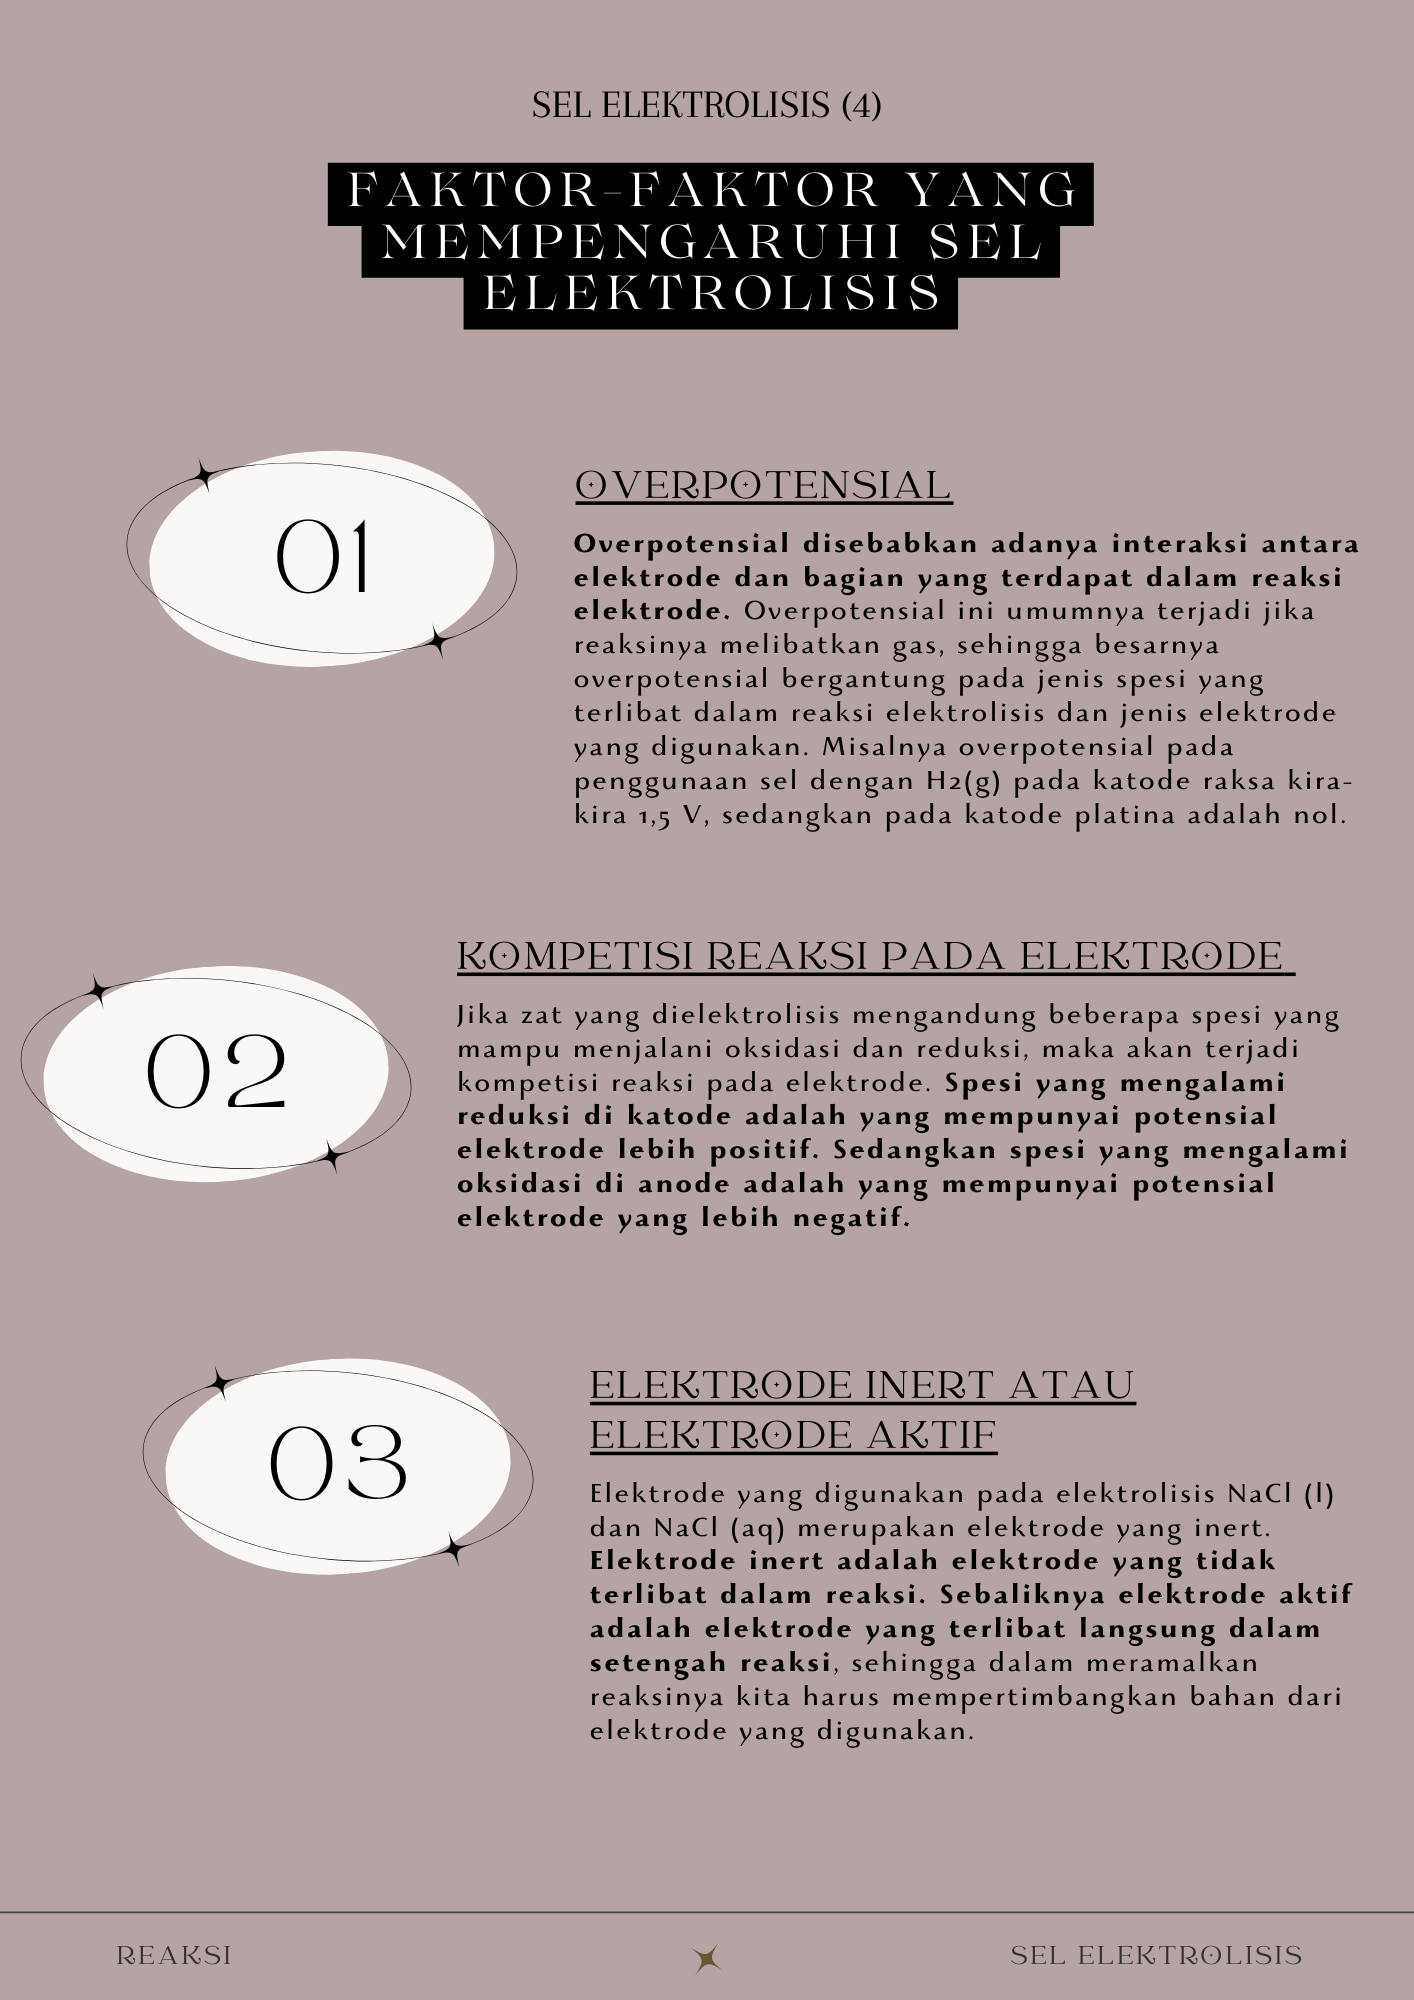 SEL ELEKTROLISIS (4)
FAKTOR-FAKTOR YANG
MEMPENGARUHI SEL
ELEKTROLISIS
01
OVERPOTENSIAL
Overpotensial disebabkan adanya interaksi antara
elektrode dan bagian yang terdapat dalam reaksi
elektrode. Overpotensial ini umumnya terjadi jika
reaksinya melibatkan gas, sehingga besarnya
overpotensial bergantung pada jenis spesi yang
terlibat dalam reaksi elektrolisis dan jenis elektrode
yang digunakan. Misalnya overpotensial pada
penggunaan sel dengan H2(g) pada katode raksa kira-
kira 1,5 V, sedangkan pada katode platina adalah nol.
02
KOMPETISI REAKSI PADA ELEKTRODE
Jika zat yang dielektrolisis mengandung beberapa spesi yang
mampu menjalani oksidasi dan reduksi, maka akan terjadi
kompetisi reaksi pada elektrode. Spesi yang mengalami
reduksi di katode adalah yang mempunyai potensial
elektrode lebih positif. Sedangkan spesi yang mengalami
oksidasi di anode adalah yang mempunyai potensial
elektrode yang lebih negatif.
03
ELEKTRODE INERT ATAU
ELEKTRODE AKTIF
Elektrode yang digunakan pada elektrolisis NaCl (l)
dan NaCl (aq) merupakan elektrode yang inert.
Elektrode inert adalah elektrode yang tidak
terlibat dalam reaksi. Sebaliknya elektrode aktif
adalah elektrode yang terlibat langsung dalam
setengah reaksi, sehingga dalam meramalkan
reaksinya kita harus mempertimbangkan bahan dari
elektrode yang digunakan.
REAKSI
SEL ELEKTROLISIS